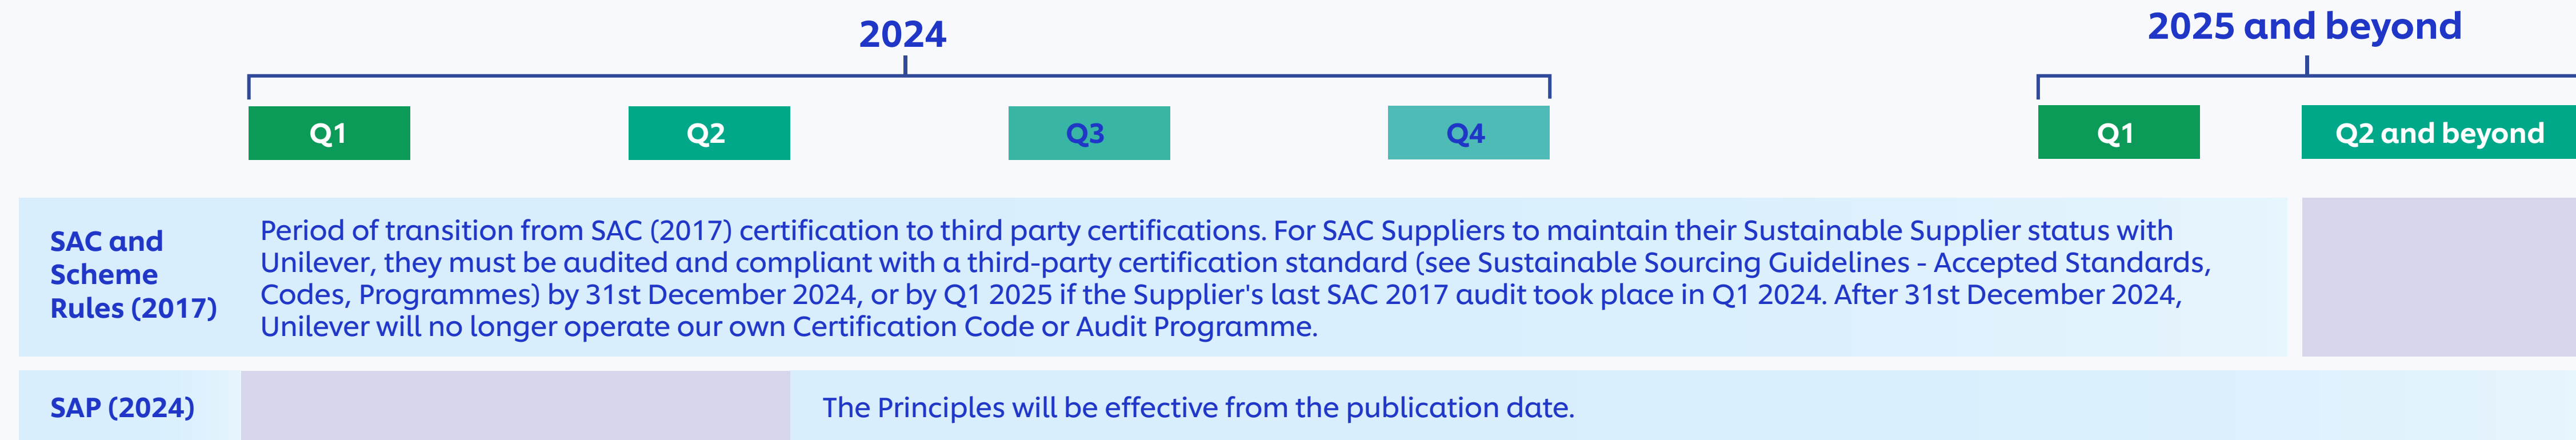 2024
2025 and beyond
Q1
Q2
Q3
Q4
Q1
Q2 and beyond
SAC and
Scheme
Rules (2017)
Period of transition from SAC (2017) certification to third party certifications. For SAC Suppliers to maintain their Sustainable Supplier status with
Unilever, they must be audited and compliant with a third-party certification standard (see Sustainable Sourcing Guidelines - Accepted Standards,
Codes, Programmes) by 31st December 2024, or by Q1 2025 if the Supplier's last SAC 2017 audit took place in Q1 2024. After 31st December 2024,
Unilever will no longer operate our own Certification Code or Audit Programme.
SAP (2024)
The Principles will be effective from the publication date.